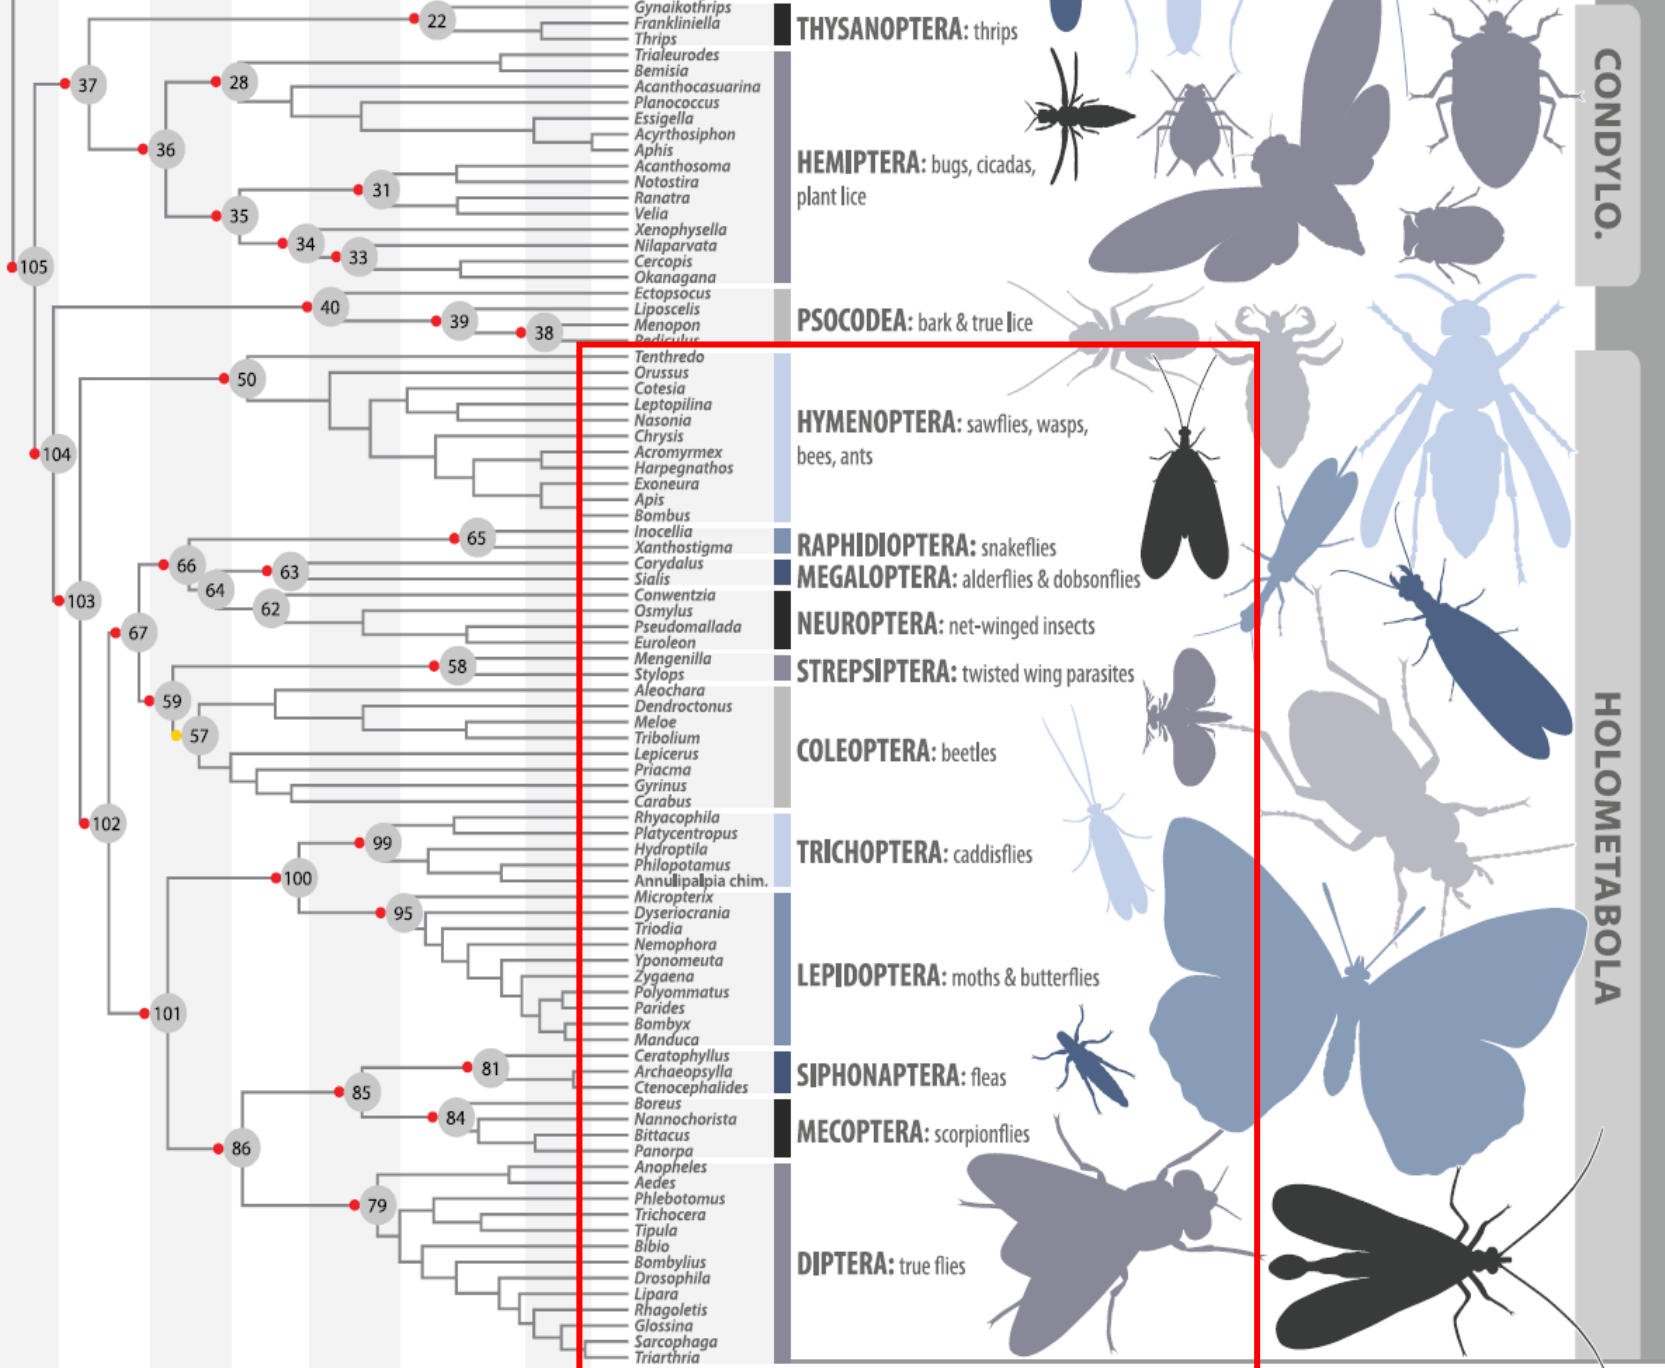 Gynaikothrips
Frankliniella
Thrips
22
THYSANOPTERA: thrips
Trialeurodes
Bemisia
Acanthocasuarina
Planococcus
Essigella
Acyrthosiphon
Aphis
Acanthosoma
Notostira
Ranatra
Velia
Xenophysella
Nilaparvata
Cercopis
Okanagana
37
28
36
31
35
34
33
105
HEMIPTERA: bugs, cicadas,
plant lice
CONDYLO.
Ectopsocus
Liposcelis
Menopon
Pediculus
40
39
38
PSOCODEA: bark & true lice
Tenthredo
Orussus
Cotesia
Leptopilina
Nasonia
Chrysis
Acromyrmex
Harpegnathos
Exoneura
Apis
Bombus
50
104
HYMENOPTERA: sawflies, wasps,
bees, ants
Inocellia
Xanthostigma
65
RAPHIDIOPTERA: snakeflies
Corydalus
Sialis
66
63
64
MEGALOPTERA: alderflies & dobsonflies
Conwentzia
Osmylus
Pseudomallada
Euroleon
103
62
67
NEUROPTERA: net-winged insects
Mengenilla
Stylops
58
STREPSIPTERA: twisted wing parasites
Aleochara
Dendroctonus
Meloe
Tribolium
Lepicerus
Priacma
Gyrinus
Carabus
59
57
COLEOPTERA: beetles
HOLOMETABOLA
Rhyacophila
Platycentropus
Hydroptila
Philopotamus
Annulipalpia chim.
102
99
100
TRICHOPTERA: caddisflies
Micropterix
Dyseriocrania
Triodia
Nemophora
Yponomeuta
Zygaena
Polyommatus
Parides
Bombyx
Manduca
95
101
LEPIDOPTERA: moths & butterflies
Ceratophyllus
Archaeopsylla
Ctenocephalides
81
85
SIPHONAPTERA: fleas
Boreus
Nannochorista
Bittacus
Panorpa
84
86
MECOPTERA: scorpionflies
Anopheles
Aedes
Phlebotomus
Trichocera
Tipula
Bibio
Bombylius
Drosophila
Lipara
Rhagoletis
Glossina
Sarcophaga
Triarthria
79
DIPTERA: true flies